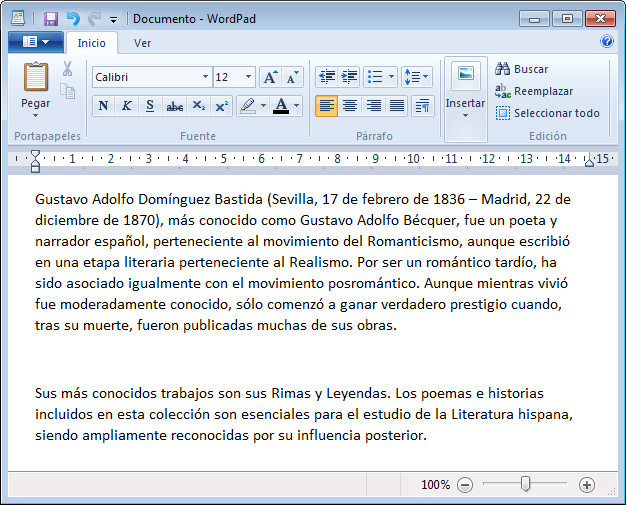 Documento - WordPad
Inicio Ver
Pegar
Calibri 12
N K S abc X₂ X² A
Insertar
Buscar
Reemplazar
Seleccionar todo
Portapapeles Fuente Párrafo Edición
1 1 2 3 4 5 6 7 8 9 10 11 12 13 14 15
Gustavo Adolfo Domínguez Bastida (Sevilla, 17 de febrero de 1836 – Madrid, 22 de
diciembre de 1870), más conocido como Gustavo Adolfo Bécquer, fue un poeta y
narrador español, perteneciente al movimiento del Romanticismo, aunque escribió
en una etapa literaria perteneciente al Realismo. Por ser un romántico tardío, ha
sido asociado igualmente con el movimiento posromántico. Aunque mientras vivió
fue moderadamente conocido, sólo comenzó a ganar verdadero prestigio cuando,
tras su muerte, fueron publicadas muchas de sus obras.
Sus más conocidos trabajos son sus Rimas y Leyendas. Los poemas e historias
incluidos en esta colección son esenciales para el estudio de la Literatura hispana,
siendo ampliamente reconocidas por su influencia posterior.
100%